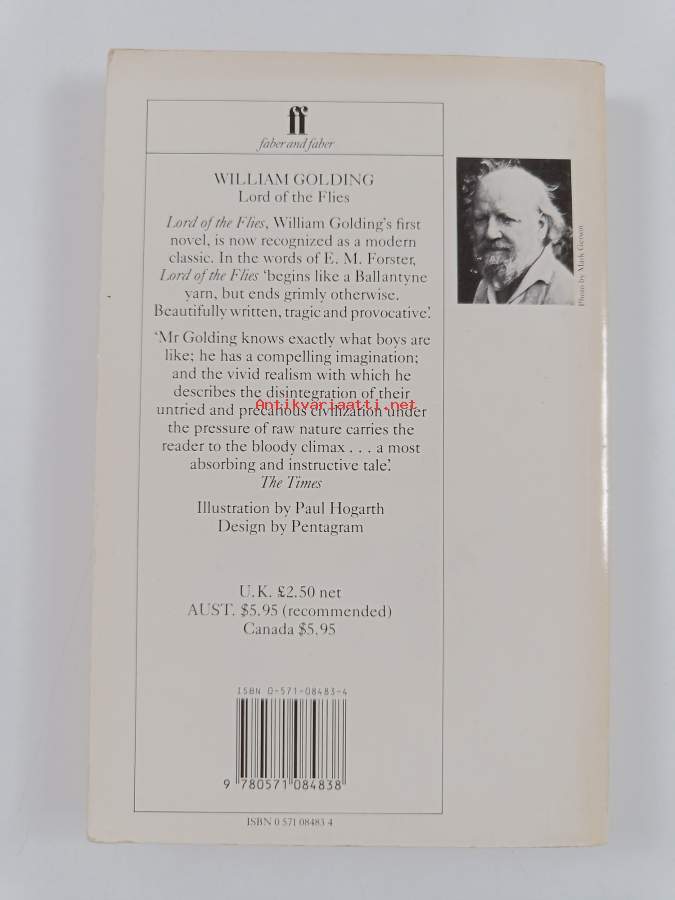 ff
faber and faber
WILLIAM GOLDING
Lord of the Flies
Lord of the Flies, William Golding's first
novel, is now recognized as a modern
classic. In the words of E. M. Forster,
Lord of the Flies 'begins like a Ballantyne
yarn, but ends grimly otherwise.
Beautifully written, tragic and provocative'.
'Mr Golding knows exactly what boys are
like; he has a compelling imagination;
and the vivid realism with which he
describes the disintegration of their
Antikvariaatti.net
untried and precarious civilization under
the pressure of raw nature carries the
reader to the bloody climax . . . a most
absorbing and instructive tale'.
The Times
Illustration by Paul Hogarth
Design by Pentagram
U.K. £2.50 net
AUST. $5.95 (recommended)
Canada $5.95
ISBN 0-571-08483-4
9 780571 084838
ISBN 0 571 08483 4
Photo by Mark Gerson